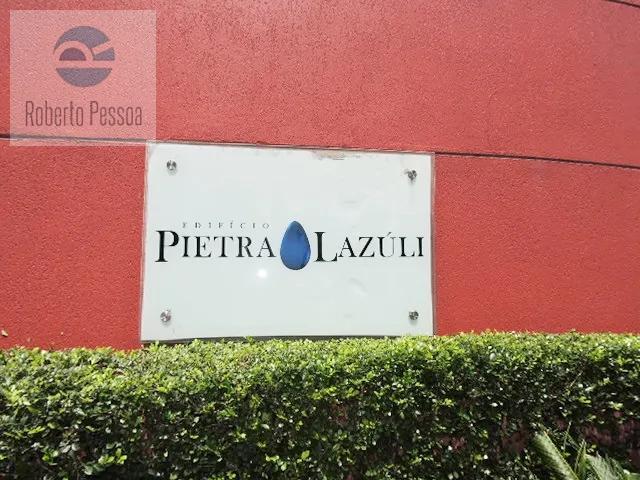 Roberto Pessoa
EDIFÍCIO
PIETRA LAZÚLI